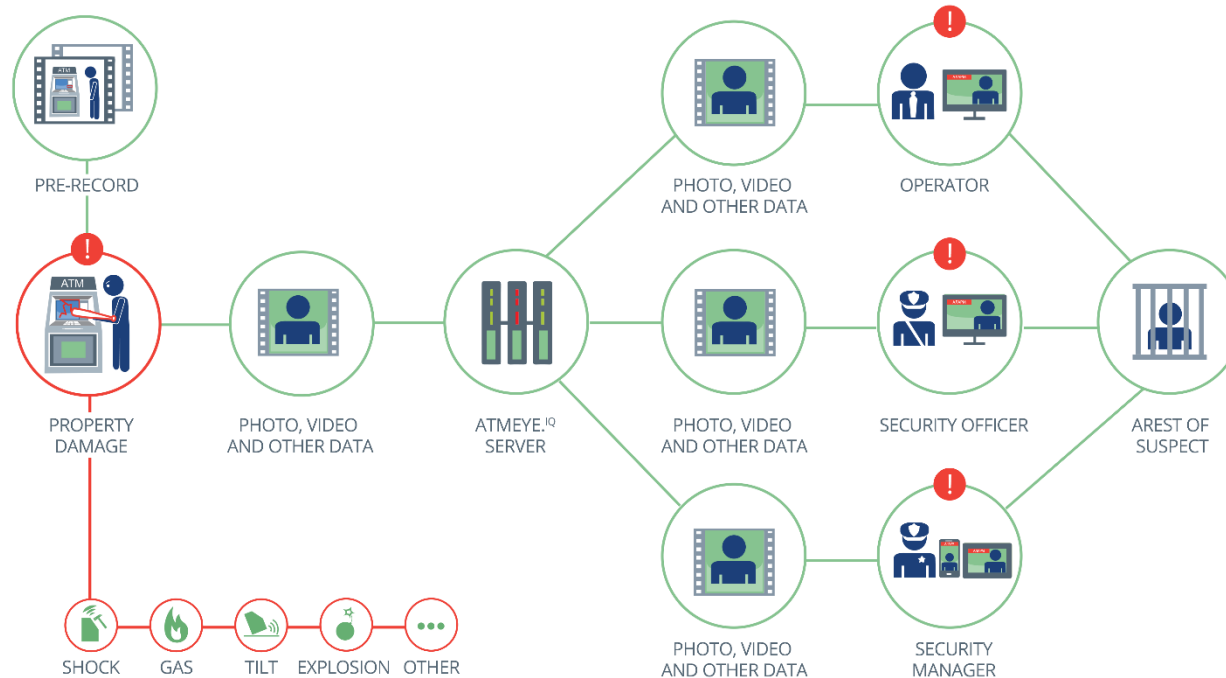 ATM
PRE-RECORD
!
ATM
PROPERTY
DAMAGE
PHOTO, VIDEO
AND OTHER DATA
ATMEYE.IQ
SERVER
PHOTO, VIDEO
AND OTHER DATA
!
OPERATOR
PHOTO, VIDEO
AND OTHER DATA
!
SECURITY OFFICER
PHOTO, VIDEO
AND OTHER DATA
!
SECURITY
MANAGER
AREST OF
SUSPECT
SHOCK
GAS
TILT
EXPLOSION
OTHER